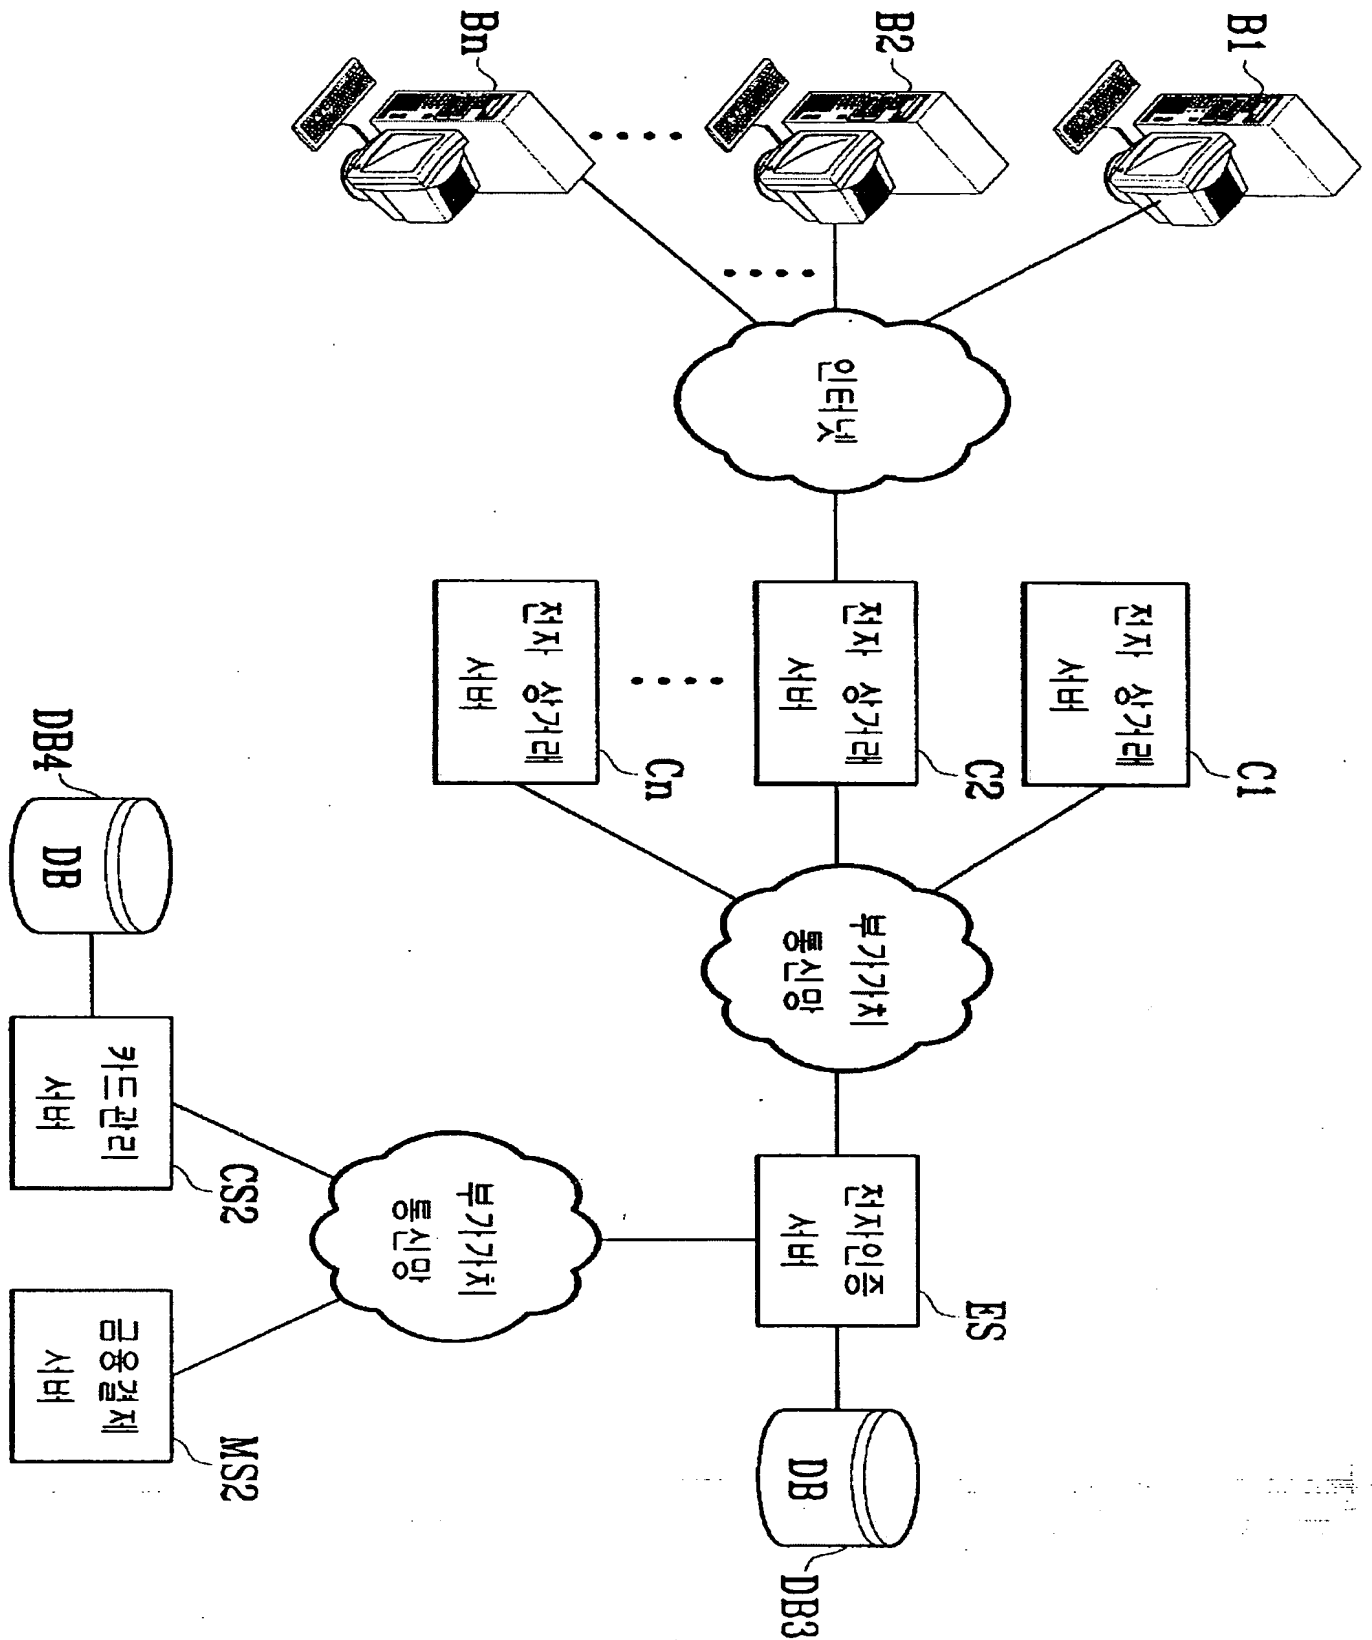 B1
B2
Bn
인터넷
전자 상거래
서버
C1
전자 상거래
서버
C2
전자 상거래
서버
Cn
부가가치
통신망
전자인증
서버
ES
DB
DB3
부가가치
통신망
DB4
DB
카드관리
서버
CS2
금융결제
서버
MS2